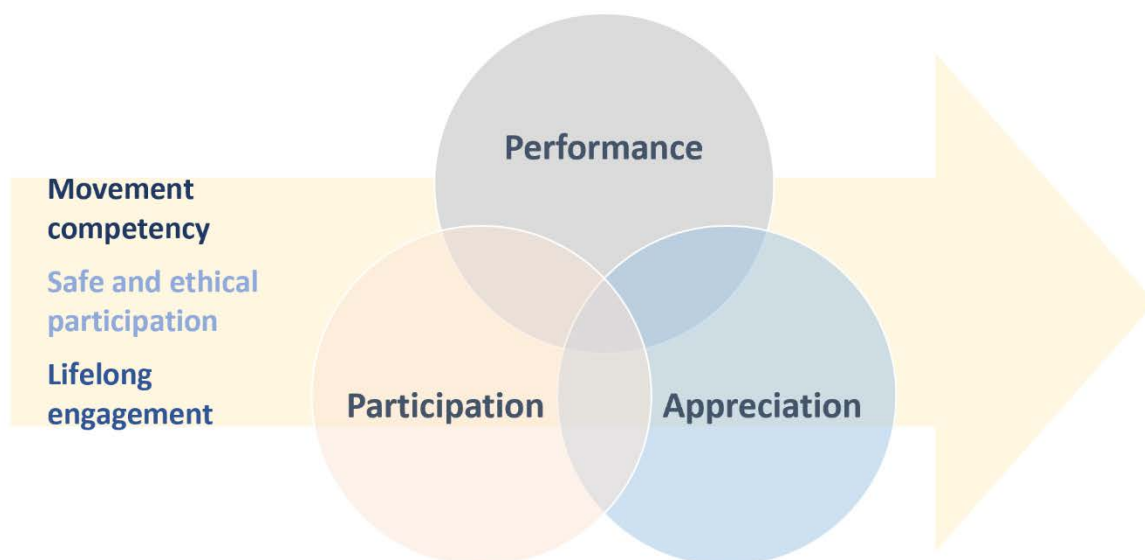 Performance
Movement
competency
Safe and ethical
participation
Lifelong
engagement
Participation
Appreciation